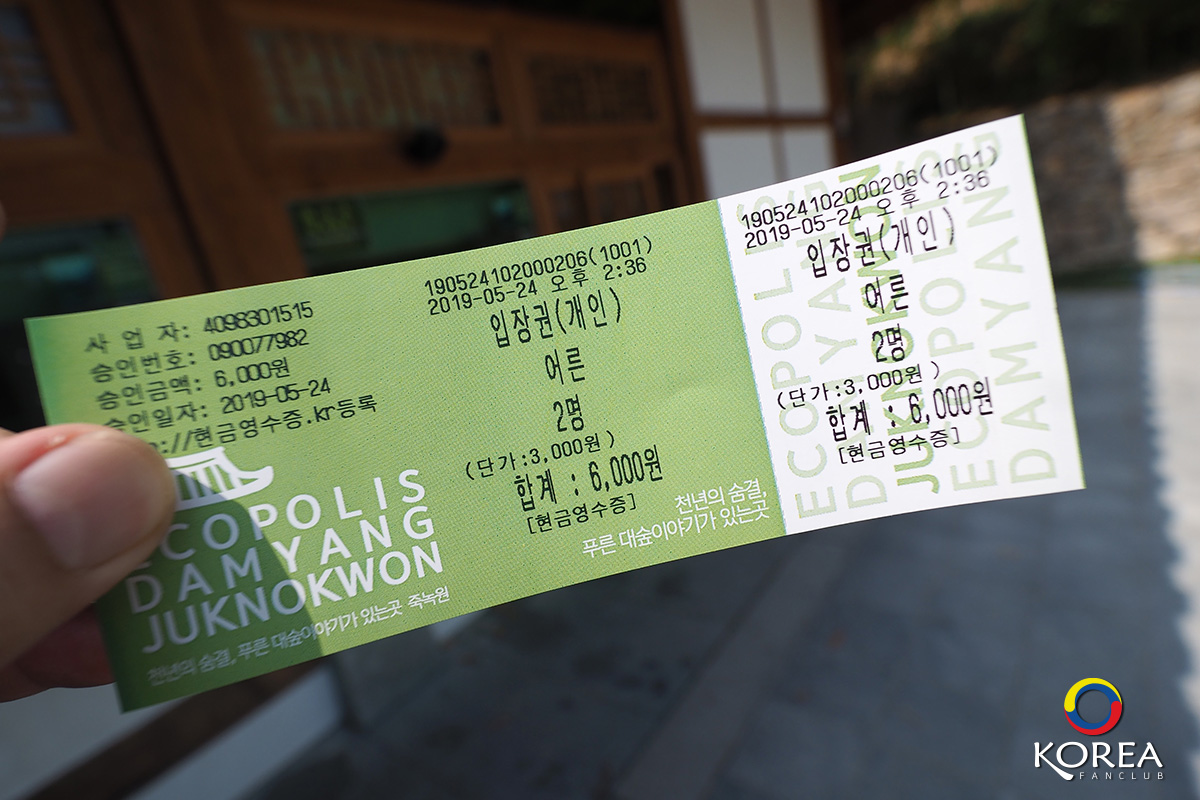 사 업 자: 4098301515
승인번호: 090077982
승인금액: 6,000원
승인일자: 2019-05-24
://현금영수증.kr등록
ECOPOLIS
DAMYANG
JUKNOKWON
천년의 숨결, 푸른 대숲이야기가 있는곳 죽녹원
190524102000206(1001)
2019-05-24 오후 2:36
입장권(개인)
어른
2명
(단가:3,000원)
합계 : 6,000원
[현금영수증]
천년의 숨결,
푸른 대숲이야기가 있는곳
190524102000206(1001)
2019-05-24 오후 2:36
입장권(개인)
어른
2명
(단가:3,000원)
합계 : 6,000원
[현금영수증]
ECOPOLIS
DAMYANG
JUKNOKWON
ECOPOLIS
DAMYANG
KOREA
FANCLUB